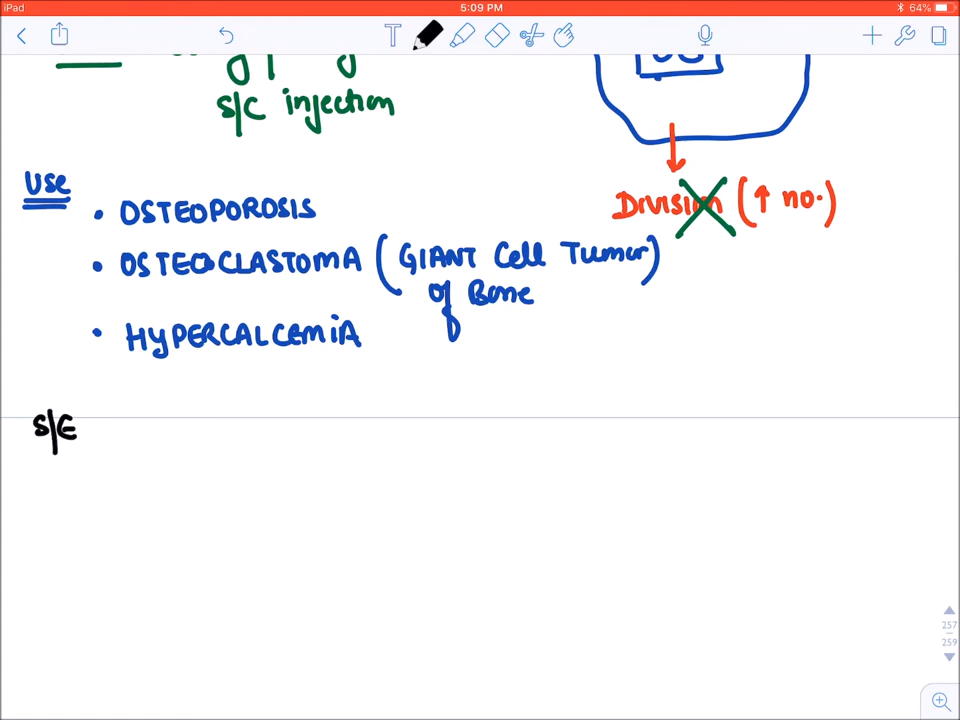 iPad 5:09 PM 64%
T
S/C injection
Use
• OSTEOPOROSIS
Division (↑ no.)
• OSTEOCLASTOMA (GIANT Cell Tumor)
of Bone
• HYPERCALCEMIA
S/E
257
259